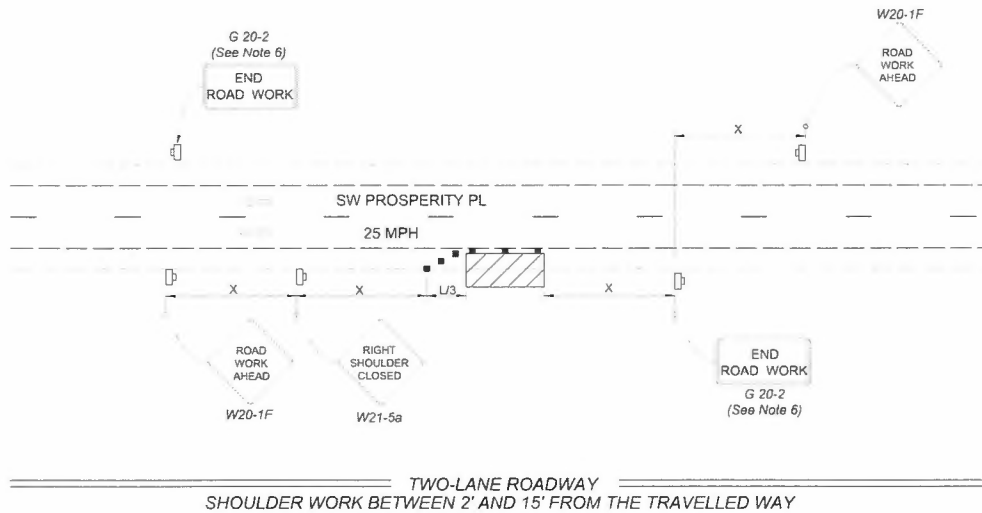 W20-1F
G 20-2
(See Note 6)
END
ROAD WORK
ROAD
WORK
AHEAD
X
SW PROSPERITY PL
25 MPH
X
X
L/3
X
ROAD
WORK
AHEAD
RIGHT
SHOULDER
CLOSED
END
ROAD WORK
W20-1F
W21-5a
G 20-2
(See Note 6)
TWO-LANE ROADWAY
SHOULDER WORK BETWEEN 2' AND 15' FROM THE TRAVELLED WAY